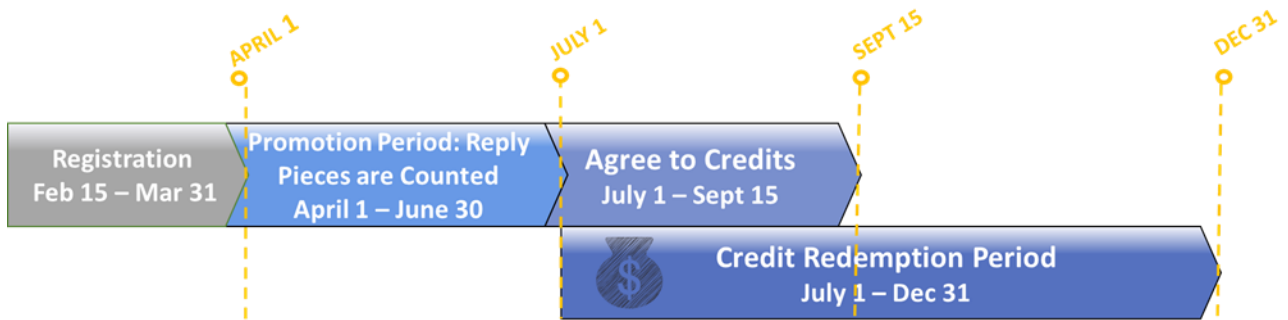 APRIL 1
JULY 1
SEPT 15
DEC 31
Registration
Feb 15 – Mar 31
Promotion Period: Reply
Pieces are Counted
April 1 – June 30
Agree to Credits
July 1 – Sept 15
$
Credit Redemption Period
July 1 – Dec 31